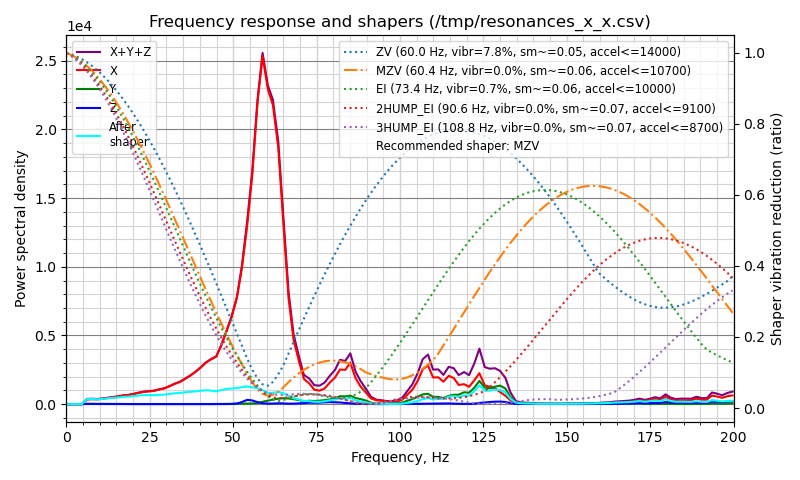 Frequency response and shapers (/tmp/resonances_x_x.csv)
1e4
X+Y+Z
X
Y
Z
After
shaper
ZV (60.0 Hz, vibr=7.8%, sm~=0.05, accel<=14000)
MZV (60.4 Hz, vibr=0.0%, sm~=0.06, accel<=10700)
EI (73.4 Hz, vibr=0.7%, sm~=0.06, accel<=10000)
2HUMP_EI (90.6 Hz, vibr=0.0%, sm~=0.07, accel<=9100)
3HUMP_EI (108.8 Hz, vibr=0.0%, sm~=0.07, accel<=8700)
Recommended shaper: MZV
Power spectral density
2.5
2.0
1.5
1.0
0.5
0.0
1.0
0.8
0.6
0.4
0.2
0.0
Shaper vibration reduction (ratio)
0 25 50 75 100 125 150 175 200
Frequency, Hz